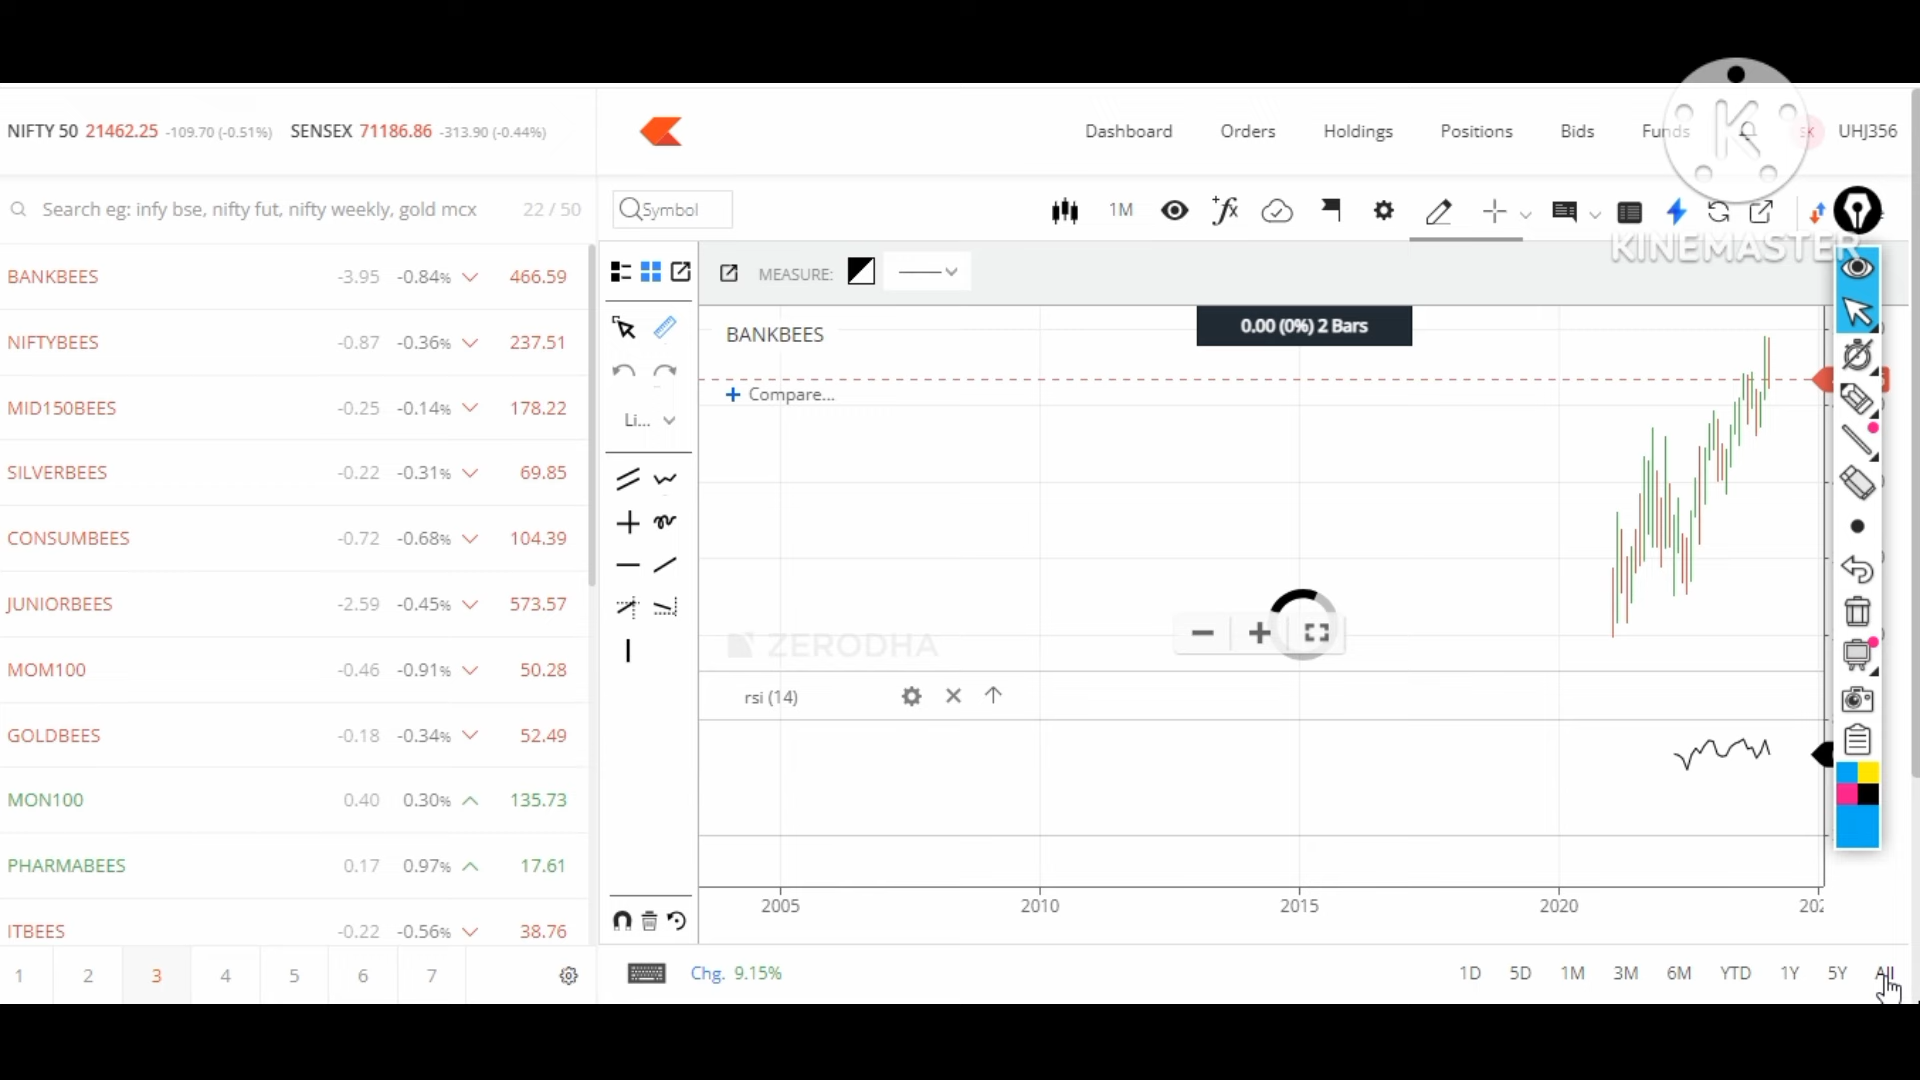 NIFTY 50 21462.25 -109.70 (-0.51%) SENSEX 71186.86 -313.90 (-0.44%)
Dashboard Orders Holdings Positions Bids Funds UHJ356
KINEMASTER
Search eg: infy bse, nifty fut, nifty weekly, gold mcx 22 / 50
Symbol 1M
BANKBEES -3.95 -0.84% 466.59
NIFTYBEES -0.87 -0.36% 237.51
MID150BEES -0.25 -0.14% 178.22
SILVERBEES -0.22 -0.31% 69.85
CONSUMBEES -0.72 -0.68% 104.39
JUNIORBEES -2.59 -0.45% 573.57
MOM100 -0.46 -0.91% 50.28
GOLDBEES -0.18 -0.34% 52.49
MON100 0.40 0.30% 135.73
PHARMABEES 0.17 0.97% 17.61
ITBEES -0.22 -0.56% 38.76
1 2 3 4 5 6 7
MEASURE:
0.00 (0%) 2 Bars
BANKBEES
Compare...
Li...
ZERODHA
rsi (14)
2005 2010 2015 2020
Chg. 9.15% 1D 5D 1M 3M 6M YTD 1Y 5Y All